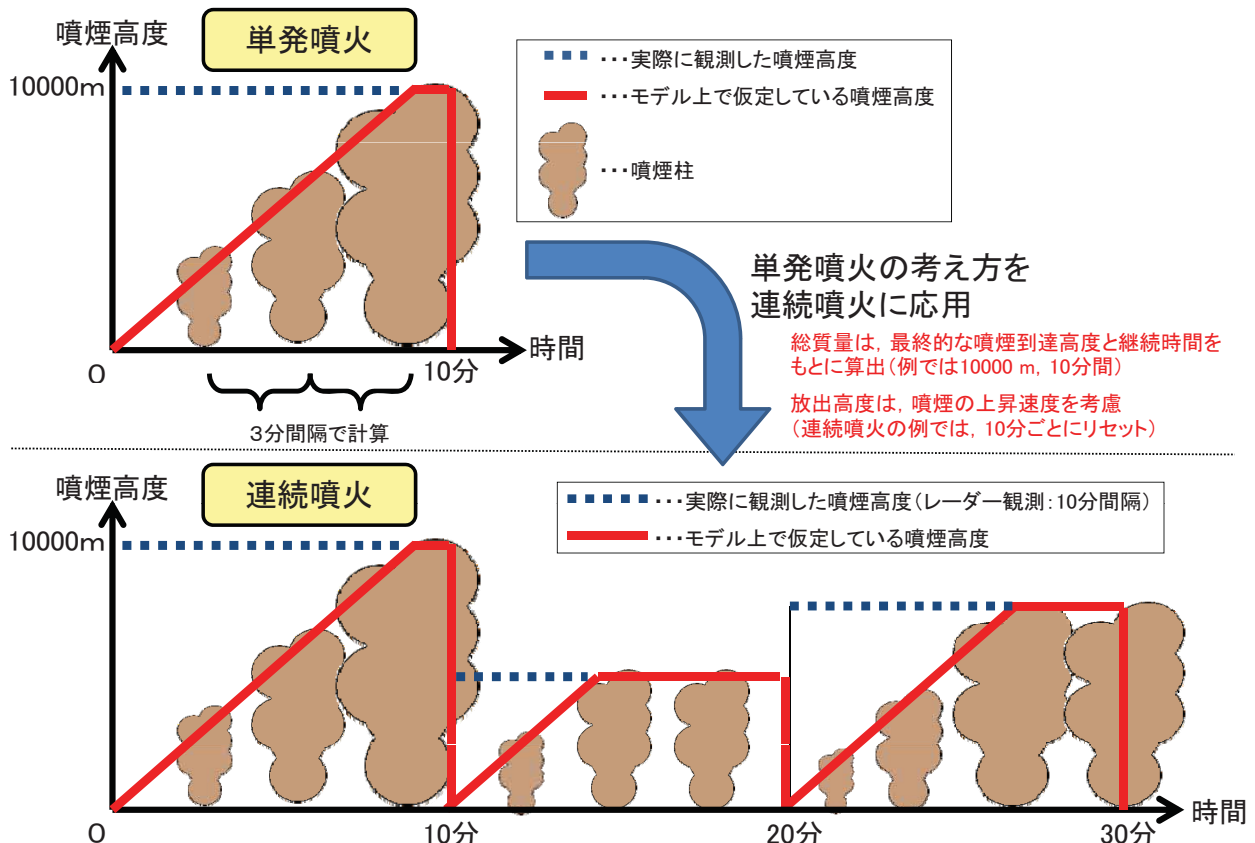 単発噴火
噴煙高度
10000m
・・・実際に観測した噴煙高度
・・・モデル上で仮定している噴煙高度
・・・噴煙柱
時間
0
10分
3分間隔で計算
単発噴火の考え方を
連続噴火に応用
総質量は，最終的な噴煙到達高度と継続時間を
もとに算出（例では10000 m，10分間）
放出高度は，噴煙の上昇速度を考慮
（連続噴火の例では，10分ごとにリセット）
連続噴火
噴煙高度
10000m
・・・実際に観測した噴煙高度（レーダー観測：10分間隔）
・・・モデル上で仮定している噴煙高度
時間
0
10分
20分
30分